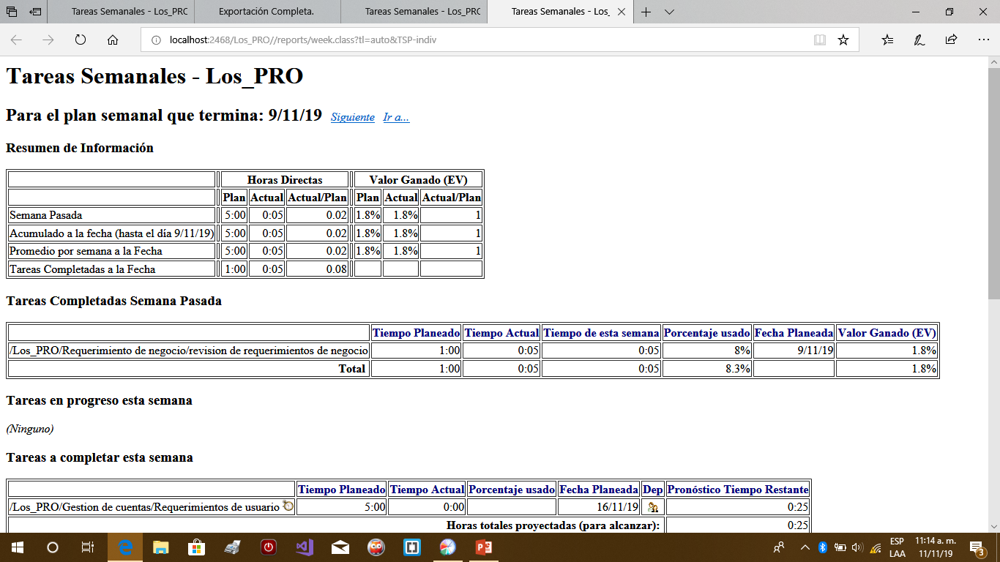 Tareas Semanales - Los_PRO
Exportación Completa.
Tareas Semanales - Los_PRO
Tareas Semanales - Los_
localhost:2468/Los_PRO//reports/week.class?tl=auto&TSP-indiv
Tareas Semanales - Los_PRO
Para el plan semanal que termina: 9/11/19 Siguiente Ir a...
Resumen de Información
Horas Directas Valor Ganado (EV)
Plan Actual Actual/Plan Plan Actual Actual/Plan
Semana Pasada 5:00 0:05 0.02 1.8% 1.8% 1
Acumulado a la fecha (hasta el día 9/11/19) 5:00 0:05 0.02 1.8% 1.8% 1
Promedio por semana a la Fecha 5:00 0:05 0.02 1.8% 1.8% 1
Tareas Completadas a la Fecha 1:00 0:05 0.08
Tareas Completadas Semana Pasada
Tiempo Planeado Tiempo Actual Tiempo de esta semana Porcentaje usado Fecha Planeada Valor Ganado (EV)
/Los_PRO/Requerimiento de negocio/revision de requerimientos de negocio 1:00 0:05 0:05 8% 9/11/19 1.8%
Total 1:00 0:05 0:05 8.3% 1.8%
Tareas en progreso esta semana
(Ninguno)
Tareas a completar esta semana
Tiempo Planeado Tiempo Actual Porcentaje usado Fecha Planeada Dep Pronóstico Tiempo Restante
/Los_PRO/Gestion de cuentas/Requerimientos de usuario 5:00 0:00 16/11/19 0:25
Horas totales proyectadas (para alcanzar): 0:25
ESP
LAA
11:14 a. m.
11/11/19
3